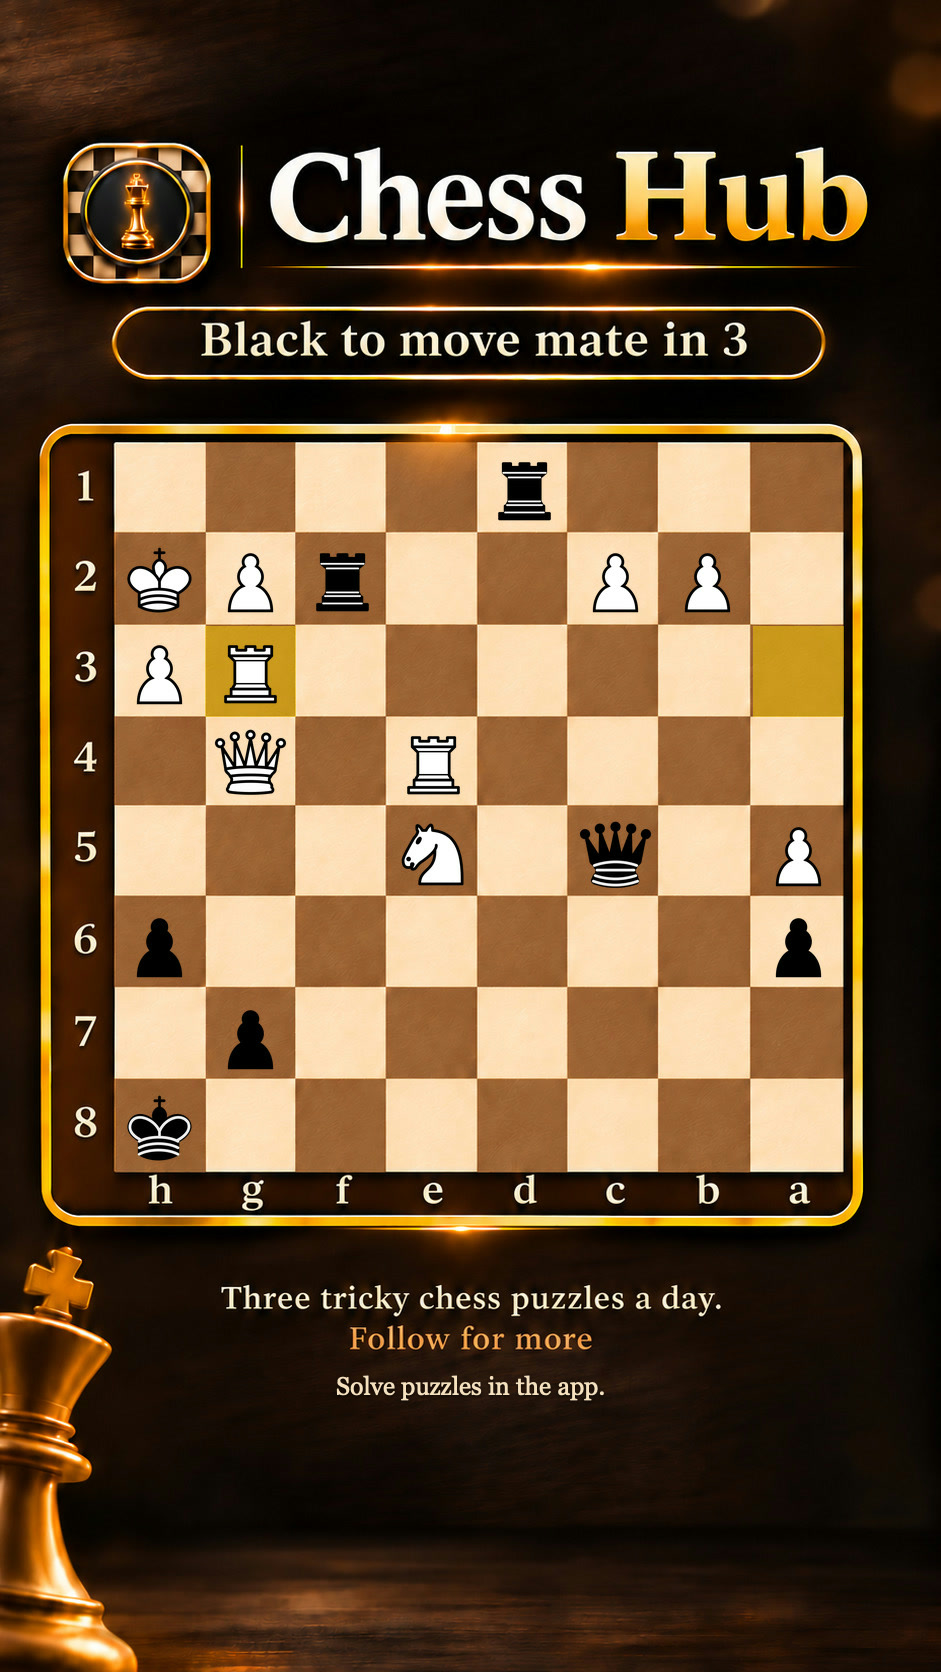 Chess Hub
Black to move mate in 3
1
2
3
4
5
6
7
8
h g f e d c b a
Three tricky chess puzzles a day.
Follow for more
Solve puzzles in the app.